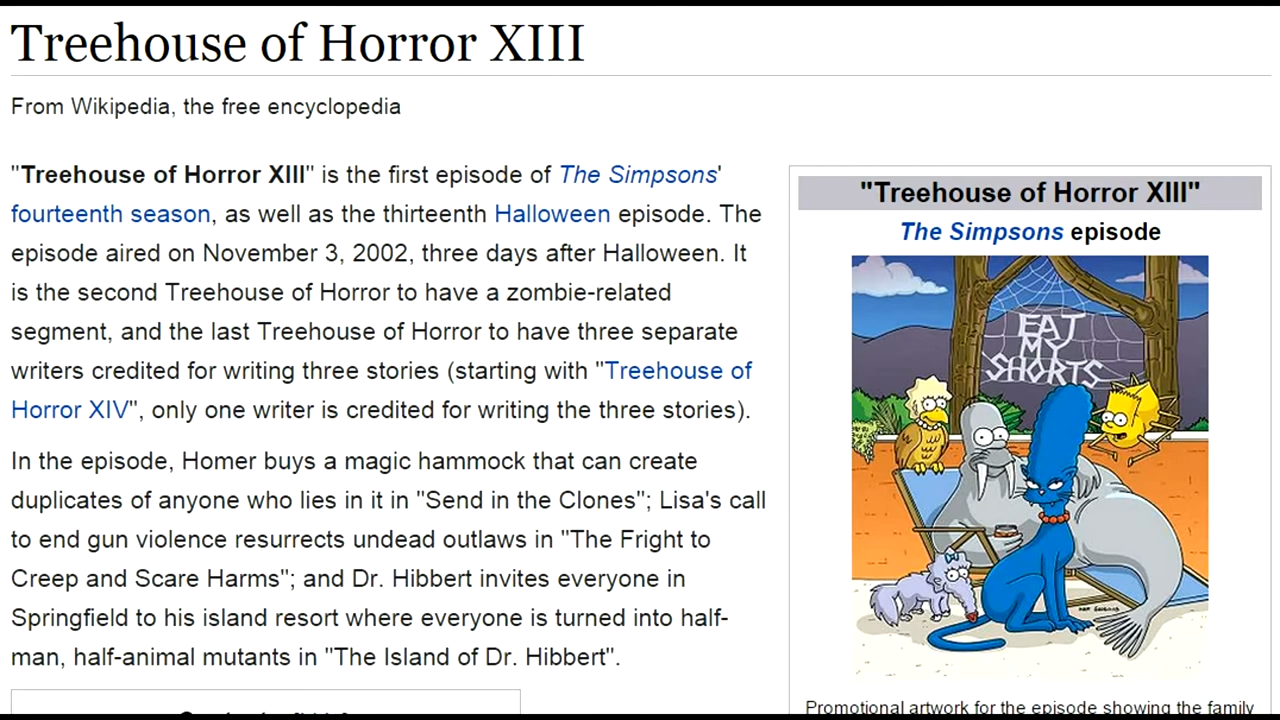 Treehouse of Horror XIII
From Wikipedia, the free encyclopedia
"Treehouse of Horror XIII" is the first episode of The Simpsons'
fourteenth season, as well as the thirteenth Halloween episode. The
episode aired on November 3, 2002, three days after Halloween. It
is the second Treehouse of Horror to have a zombie-related
segment, and the last Treehouse of Horror to have three separate
writers credited for writing three stories (starting with "Treehouse of
Horror XIV", only one writer is credited for writing the three stories).
In the episode, Homer buys a magic hammock that can create
duplicates of anyone who lies in it in "Send in the Clones"; Lisa's call
to end gun violence resurrects undead outlaws in "The Fright to
Creep and Scare Harms"; and Dr. Hibbert invites everyone in
Springfield to his island resort where everyone is turned into half-
man, half-animal mutants in "The Island of Dr. Hibbert".
"Treehouse of Horror XIII"
The Simpsons episode
EAT
MY
SHORTS
Promotional artwork for the episode showing the family